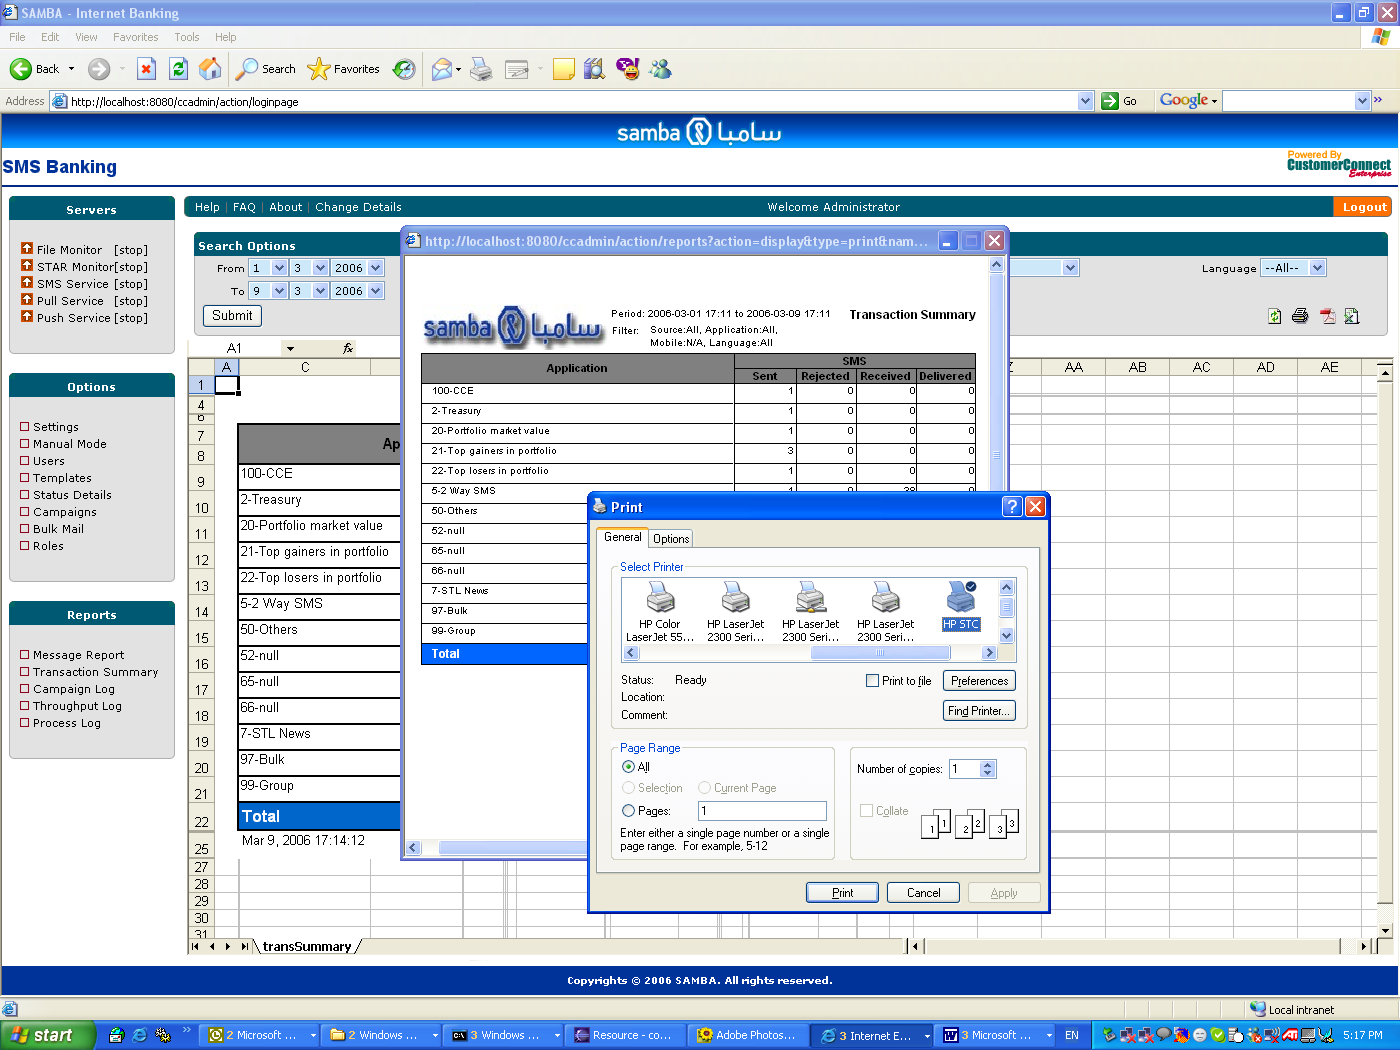 SAMBA - Internet Banking
File Edit View Favorites Tools Help
Back Search Favorites
Address http://localhost:8080/ccadmin/action/loginpage Go Google
samba سامبا
SMS Banking
Powered By
CustomerConnect
Enterprise
Servers
File Monitor [stop]
STAR Monitor[stop]
SMS Service [stop]
Pull Service [stop]
Push Service [stop]
Options
Settings
Manual Mode
Users
Templates
Status Details
Campaigns
Bulk Mail
Roles
Reports
Message Report
Transaction Summary
Campaign Log
Throughput Log
Process Log
Help | FAQ | About | Change Details Welcome Administrator Logout
Search Options
From 1 3 2006
To 9 3 2006
Submit
Language --All--
A1 fx
A C Z AA AB AC AD AE
1
4
6
7
8 Ap
9 100-CCE
10 2-Treasury
11 20-Portfolio market value
12 21-Top gainers in portfolio
13 22-Top losers in portfolio
14 5-2 Way SMS
15 50-Others
16 52-null
17 65-null
18 66-null
19 7-STL News
20 97-Bulk
21 99-Group
22 Total
25 Mar 9, 2006 17:14:12
27
28
29
30
31
transSummary
http://localhost:8080/ccadmin/action/reports?action=display&type=print&nam...
samba سامبا
Period: 2006-03-01 17:11 to 2006-03-09 17:11 Transaction Summary
Filter: Source:All, Application:All,
Mobile:N/A, Language:All
Application SMS
Sent Rejected Received Delivered
100-CCE 1 0 0 0
2-Treasury 1 0 0 0
20-Portfolio market value 1 0 0 0
21-Top gainers in portfolio 3 0 0 0
22-Top losers in portfolio 1 0 0 0
5-2 Way SMS 1 0 38 0
50-Others
52-null
65-null
66-null
7-STL News
97-Bulk
99-Group
Total
Print
General Options
Select Printer
HP Color LaserJet 55...
HP LaserJet 2300 Seri...
HP LaserJet 2300 Seri...
HP LaserJet 2300 Seri...
HP STC
Status: Ready
Location:
Comment:
Print to file Preferences
Find Printer...
Page Range
All
Selection Current Page
Pages: 1
Enter either a single page number or a single
page range. For example, 5-12
Number of copies: 1
Collate 1 1 2 2 3 3
Print Cancel Apply
Copyrights © 2006 SAMBA. All rights reserved.
Local intranet
start 2 Microsoft ... 2 Windows ... 3 Windows ... Resource - co... Adobe Photos... 3 Internet E... 3 Microsoft ... EN 5:17 PM